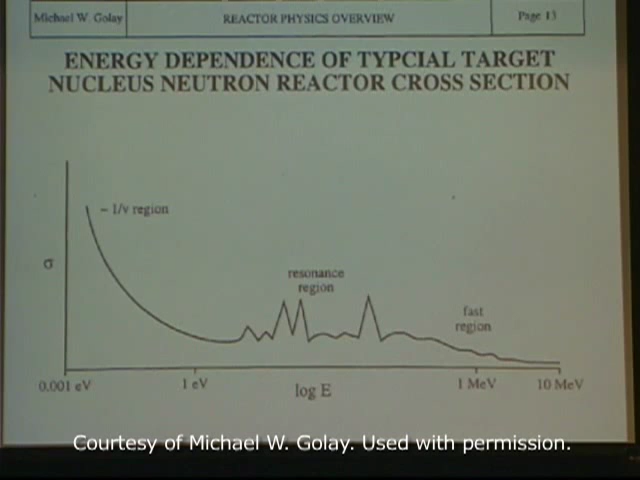 Michael W. Golay
REACTOR PHYSICS OVERVIEW
Page 13
ENERGY DEPENDENCE OF TYPCIAL TARGET
NUCLEUS NEUTRON REACTOR CROSS SECTION
~ 1/v region
σ
resonance
region
fast
region
0.001 eV
1 eV
log E
1 MeV
10 MeV
Courtesy of Michael W. Golay. Used with permission.